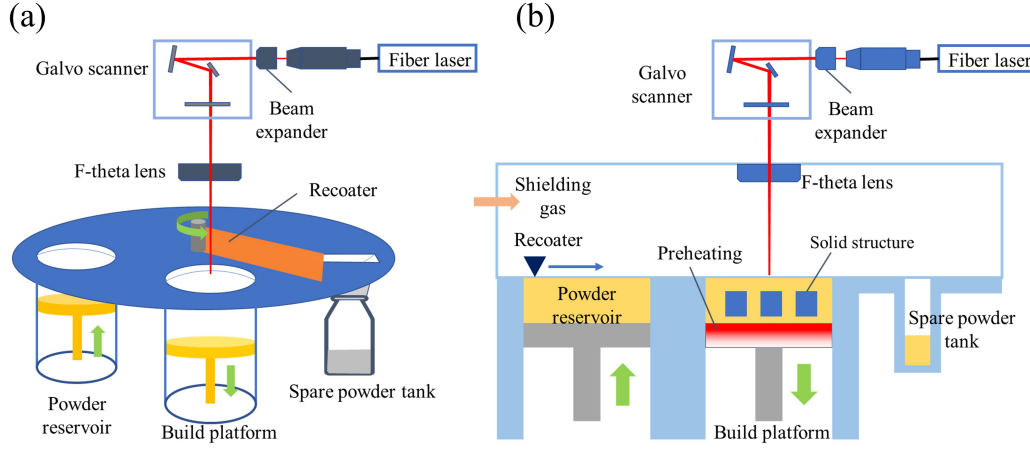 (a)
Fiber laser
Galvo scanner
Beam
expander
F-theta lens
Recoater
Spare powder tank
Powder
reservoir
Build platform
(b)
Fiber laser
Galvo
scanner
Beam
expander
F-theta lens
Shielding
gas
Recoater
Preheating
Solid structure
Powder
reservoir
Spare powder
tank
Build platform